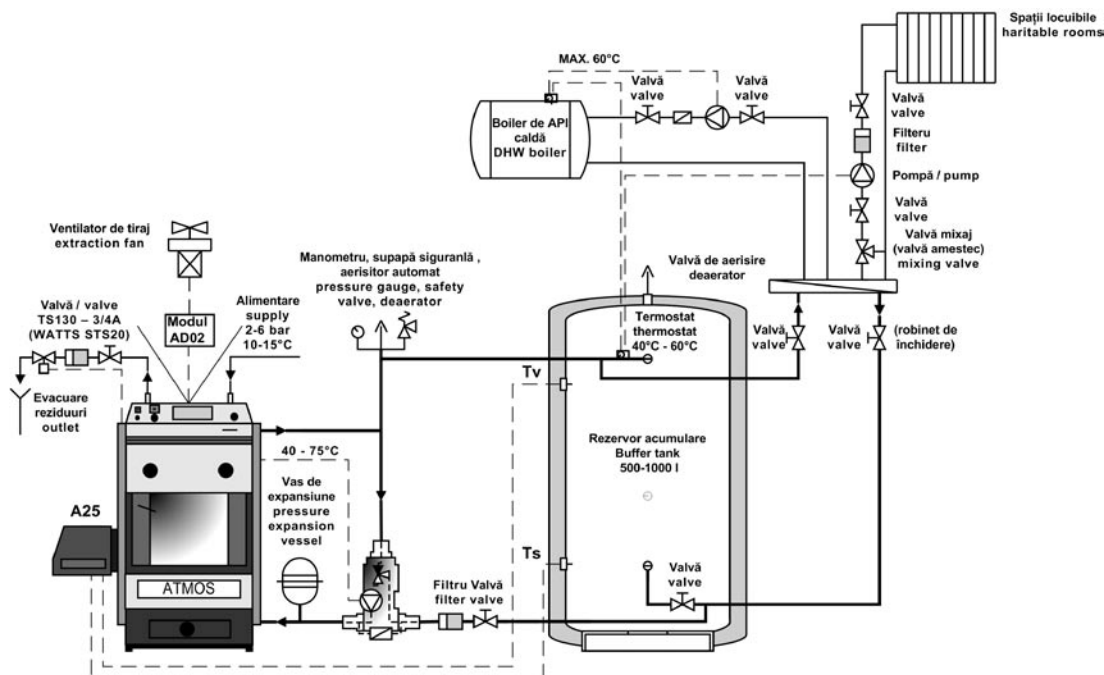 Spații locuibile
haritable rooms
MAX. 60°C
Valvă
valve
Valvă
valve
Boiler de API
caldă
DHW boiler
Valvă
valve
Filteru
filter
Pompă / pump
Valvă
valve
Valvă mixaj
(valvă amestec)
mixing valve
Ventilator de tiraj
extraction fan
Manometru, supapă siguranlă ,
aerisitor automat
pressure gauge, safety
valve, deaerator
Valvă de aerisire
deaerator
Valvă / valve
TS130 – 3/4A
(WATTS STS20)
Modul
AD02
Alimentare
supply
2-6 bar
10-15°C
Termostat
thermostat
40°C - 60°C
Valvă
valve
Valvă
valve
(robinet de
închidere)
Tv
Evacuare
reziduuri
outlet
40 - 75°C
Rezervor acumulare
Buffer tank
500-1000 l
Vas de
expansiune
pressure
expansion
vessel
A25
Ts
Filtru Valvă
filter valve
Valvă
valve
ATMOS